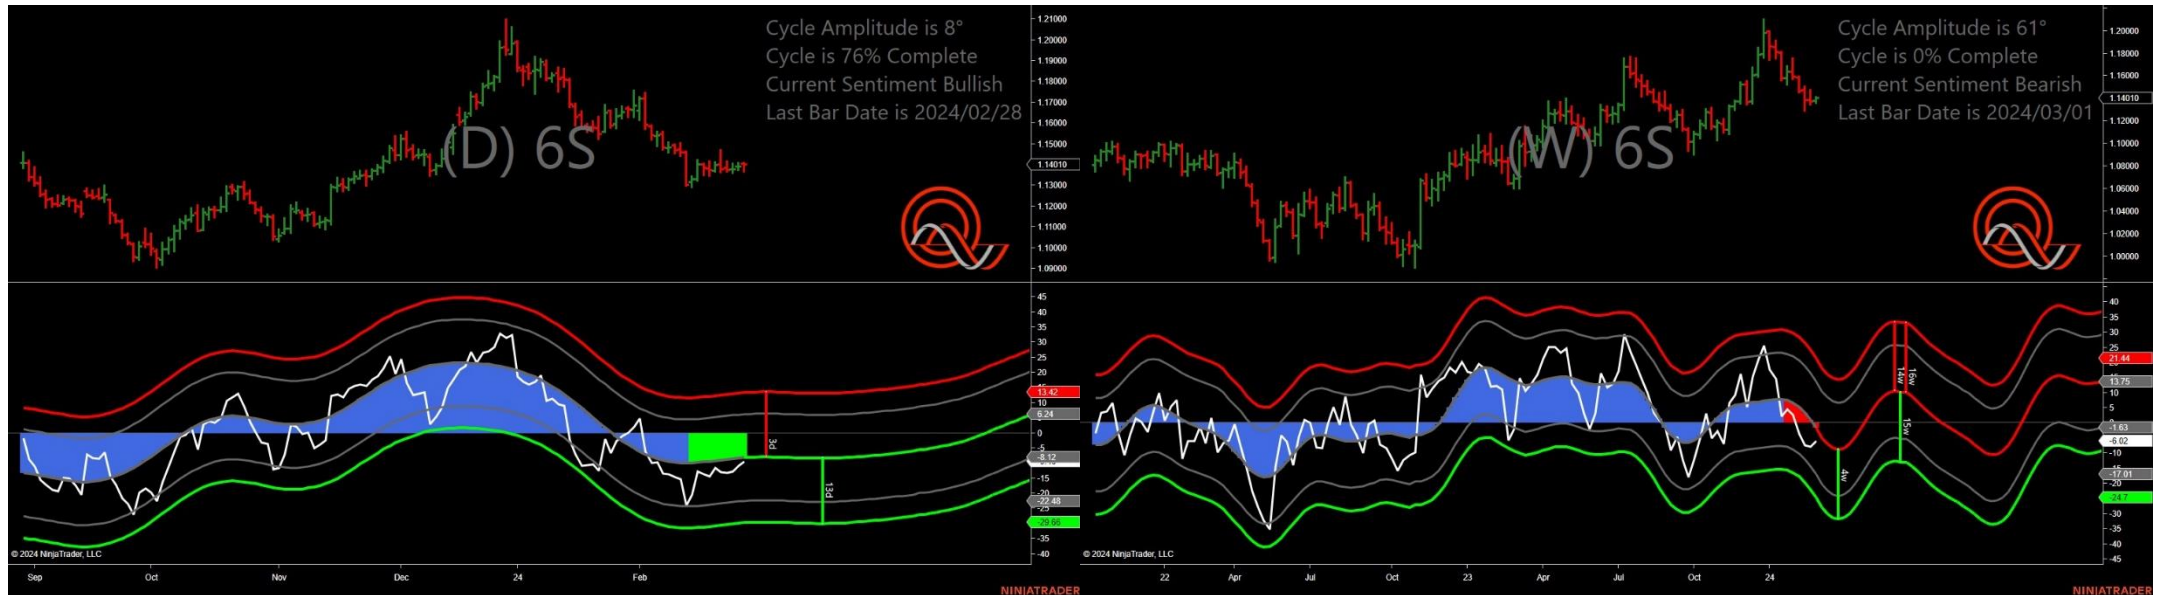 Cycle Amplitude is 8°
Cycle is 76% Complete
Current Sentiment Bullish
Last Bar Date is 2024/02/28
(D) 6S
1.21000
1.20000
1.19000
1.18000
1.17000
1.16000
1.15000
1.14010
1.13000
1.12000
1.11000
1.10000
1.09000
45
40
35
30
25
20
13.42
10
6.24
0
-5
-8.12
-15
-20
-22.48
-25
-29.66
-35
-40
3d
13d
© 2024 NinjaTrader, LLC
Sep
Oct
Nov
Dec
24
Feb
NINJATRADER
Cycle Amplitude is 61°
Cycle is 0% Complete
Current Sentiment Bearish
Last Bar Date is 2024/03/01
(W) 6S
1.20000
1.18000
1.16000
1.14010
1.12000
1.10000
1.08000
1.06000
1.04000
1.02000
1.00000
40
35
30
25
21.44
13.75
10
5
-1.63
-6.02
-17.01
-20
-24.7
-30
-35
-40
-45
4w
14w
16w
15w
© 2024 NinjaTrader, LLC
22
Apr
Jul
Oct
23
Apr
Jul
Oct
24
NINJATRADER